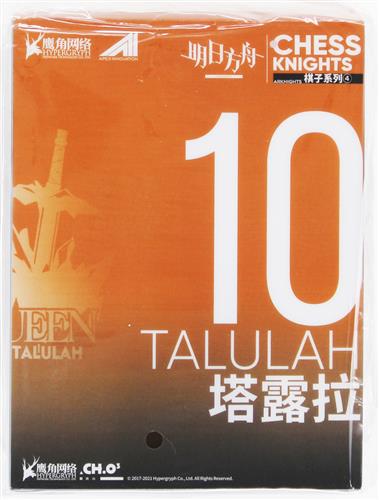 鹰角网络
HYPERGRYPH
APEX INNOVATION
明日方舟
CHESS
KNIGHTS
ARKNIGHTS 棋子系列④
10
UEEN
TALULAH
TALULAH
塔露拉
鹰角网络
HYPERGRYPH
.CH.O³
© 2017-2021 Hypergryph Co., Ltd. All Rights Reserved.